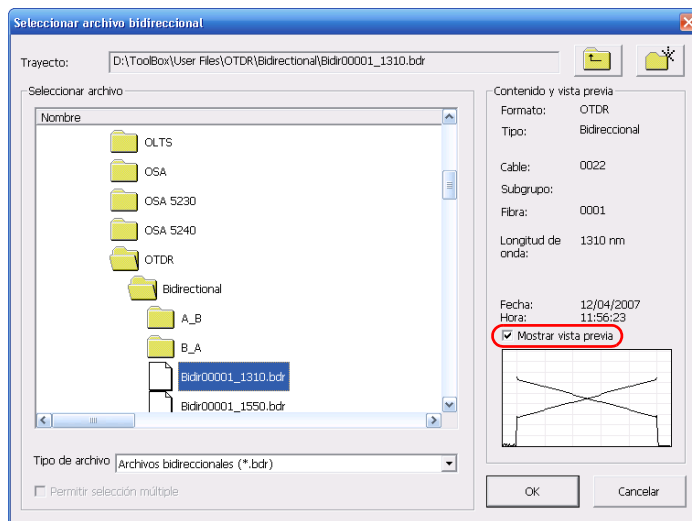 Seleccionar archivo bidireccional
Trayecto: D:\ToolBox\User Files\OTDR\Bidirectional\Bidir00001_1310.bdr
Seleccionar archivo
Nombre
OLTS
OSA
OSA 5230
OSA 5240
OTDR
Bidirectional
A_B
B_A
Bidir00001_1310.bdr
Bidir00001_1550.bdr
Tipo de archivo Archivos bidireccionales (*.bdr)
Permitir selección múltiple
Contenido y vista previa
Formato: OTDR
Tipo: Bidireccional
Cable: 0022
Subgrupo:
Fibra: 0001
Longitud de 1310 nm
onda:
Fecha: 12/04/2007
Hora: 11:56:23
Mostrar vista previa
OK Cancelar